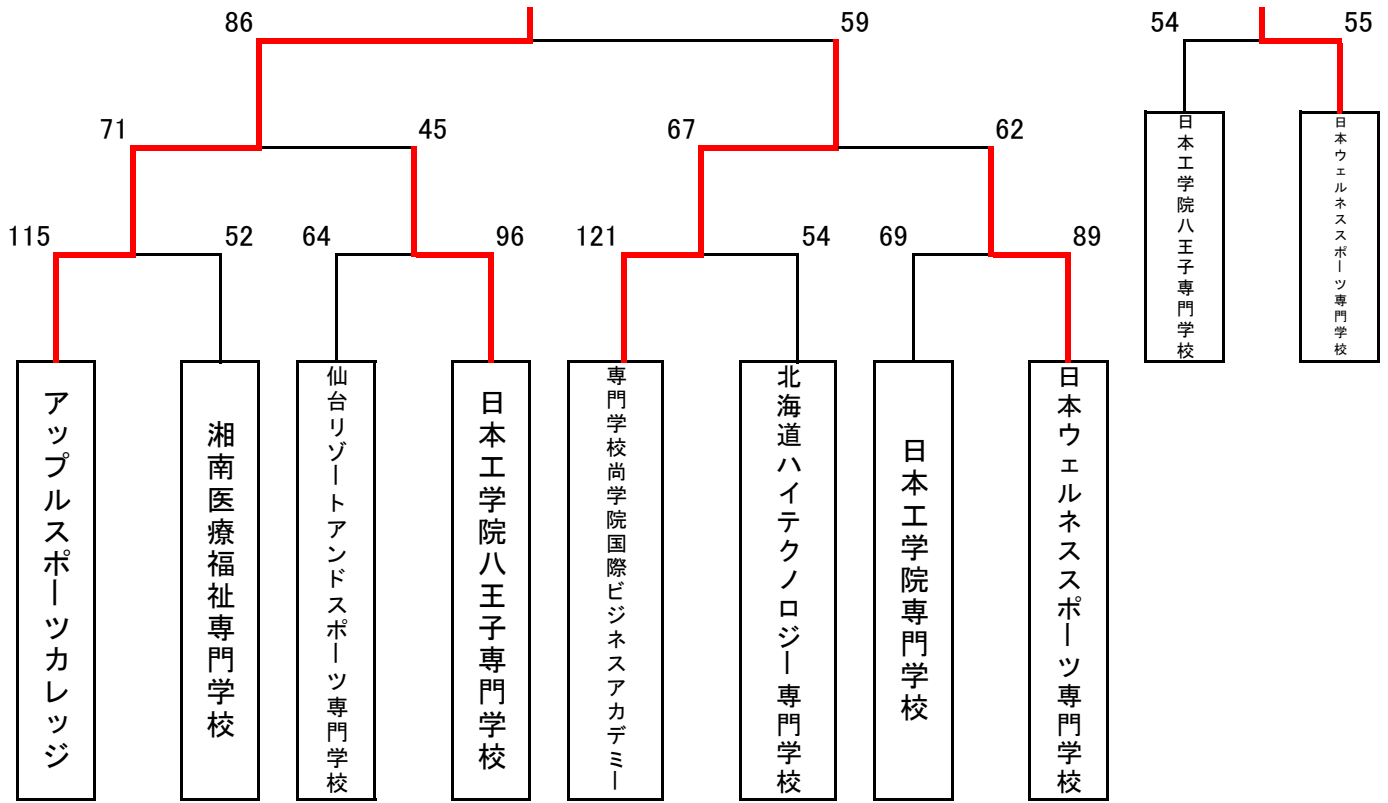 86
59
54
55
71
45
67
62
115
52
64
96
121
54
69
89
日本工学院八王子専門学校
日本ウェルネススポーツ専門学校
アップルスポーツカレッジ
湘南医療福祉専門学校
仙台リゾートアンドスポーツ専門学校
日本工学院八王子専門学校
専門学校尚学院国際ビジネスアカデミー
北海道ハイテクノロジー専門学校
日本工学院専門学校
日本ウェルネススポーツ専門学校